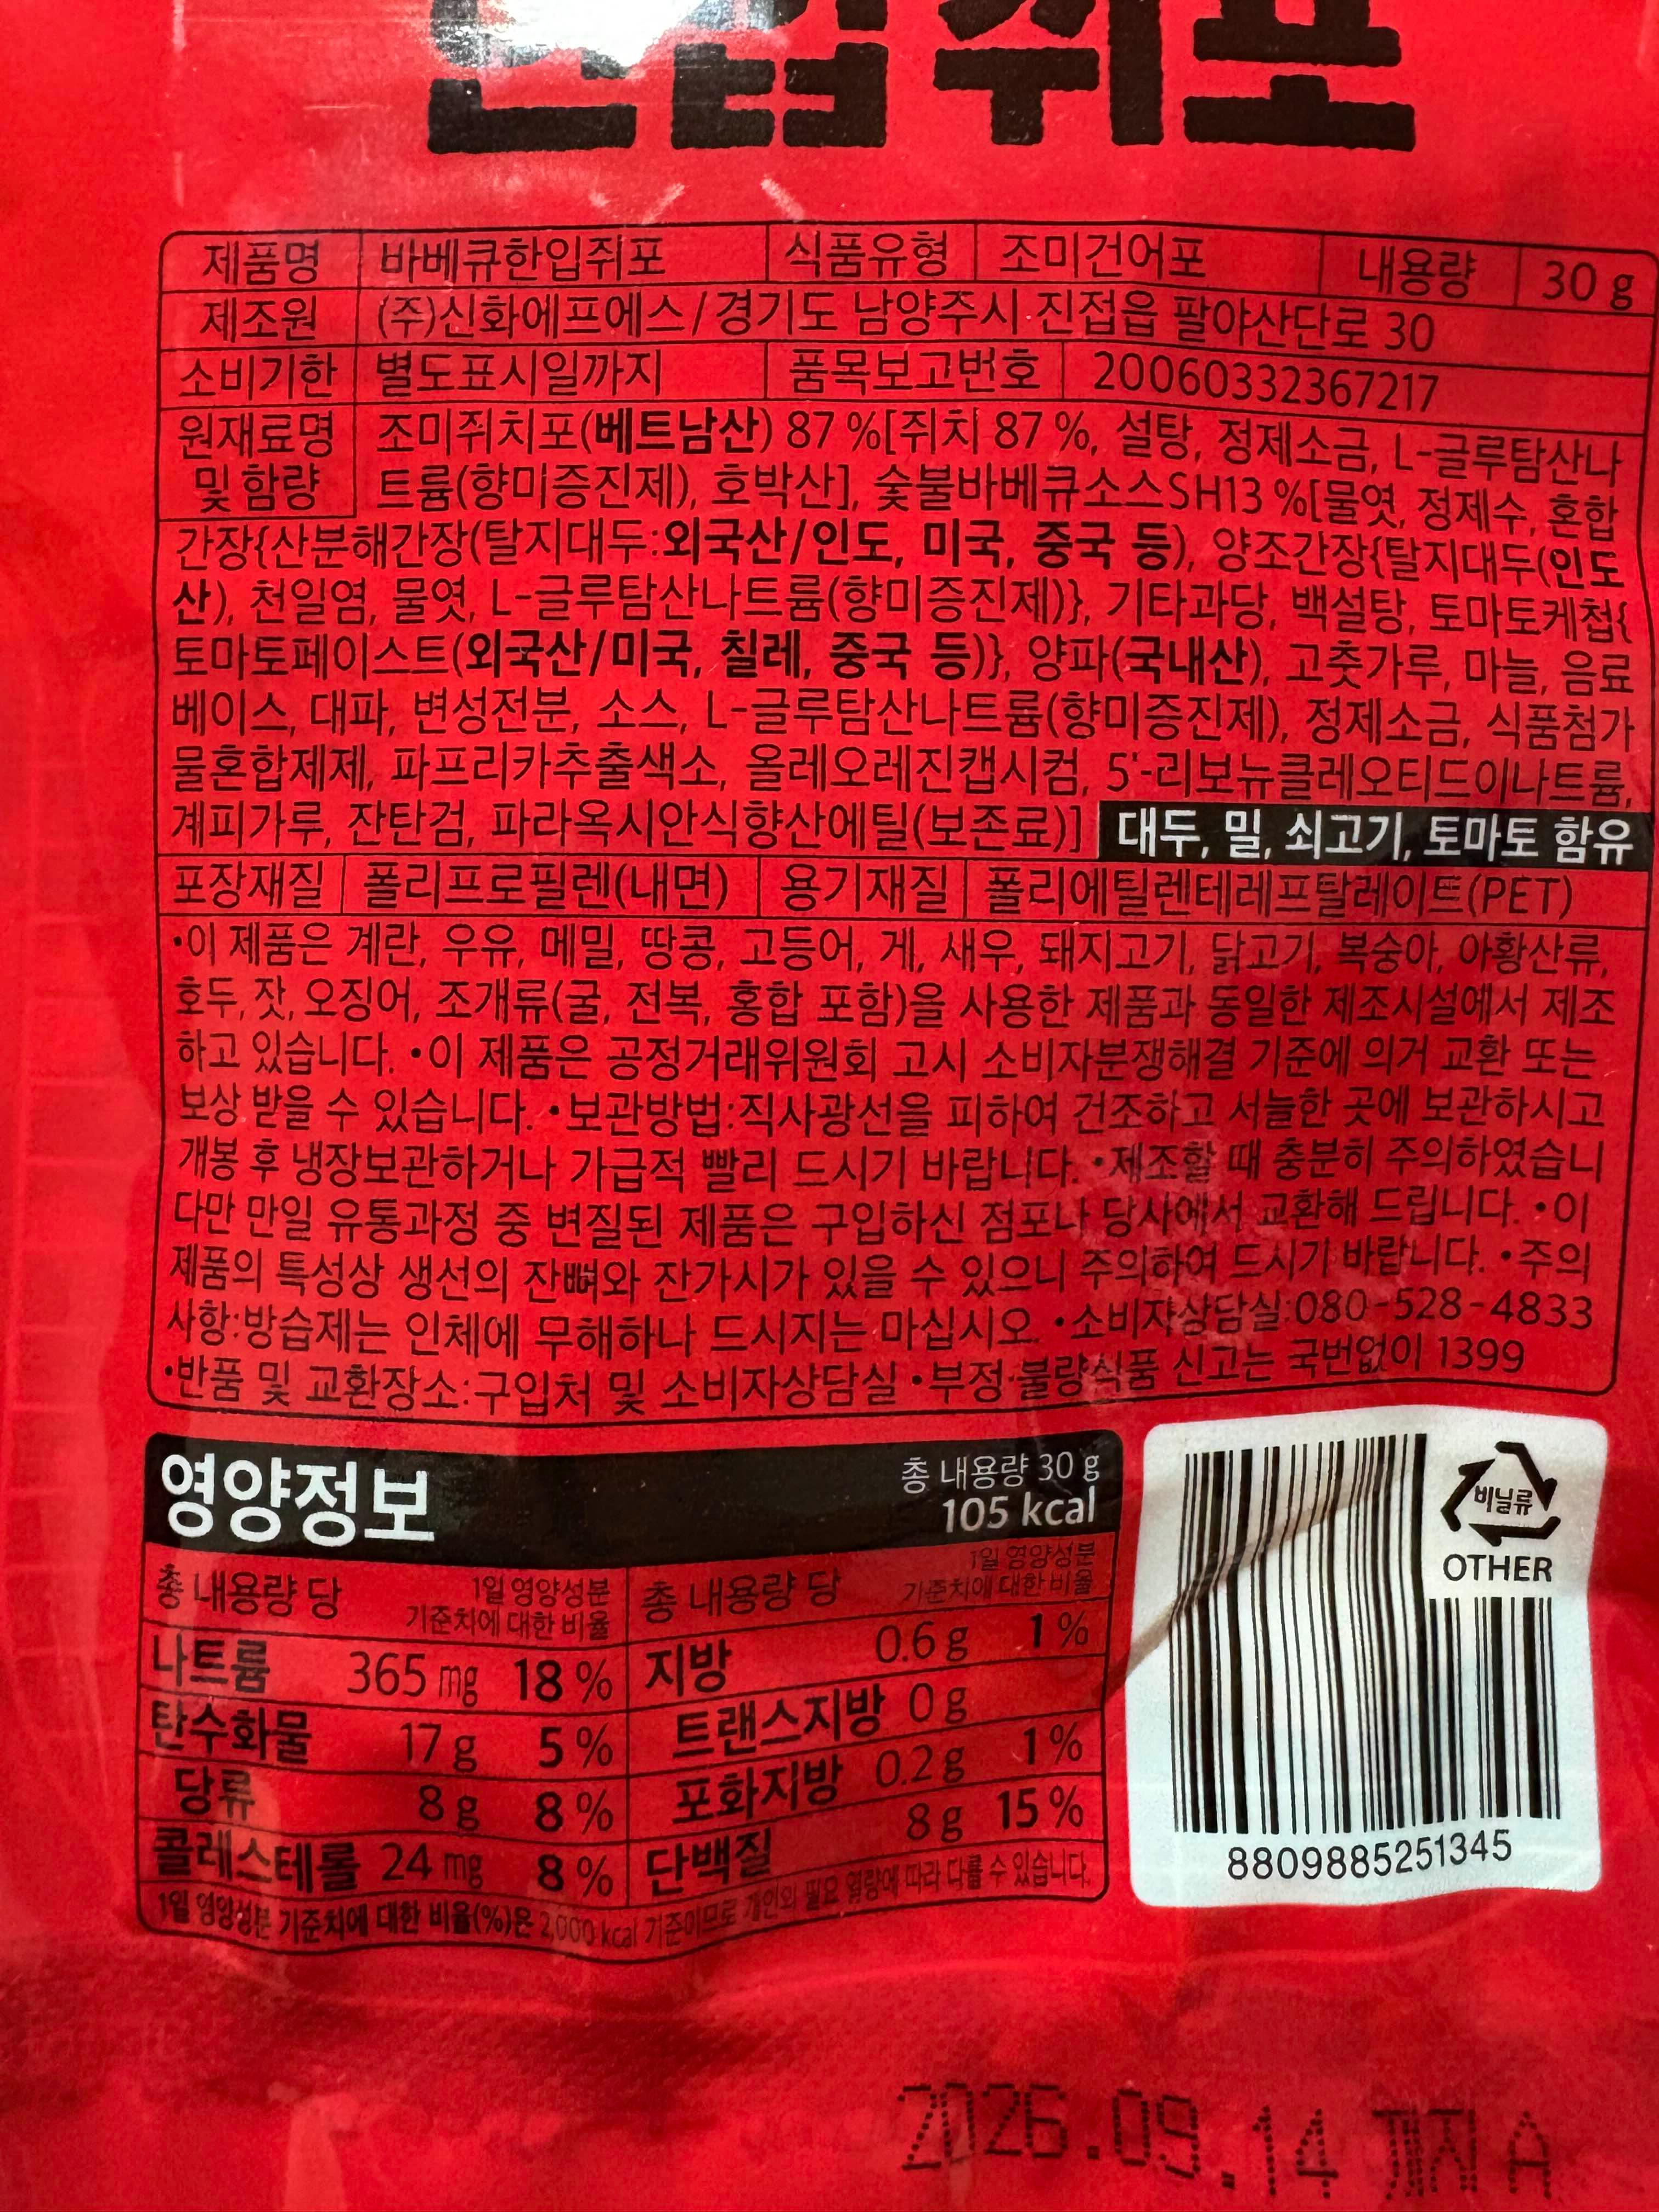 한입쥐포
제품명 바베큐한입쥐포 식품유형 조미건어포 내용량 30 g
제조원 (주)신화에프에스/경기도 남양주시 진접읍 팔야산단로 30
소비기한 별도표시일까지 품목보고번호 20060332367217
원재료명 조미쥐치포(베트남산) 87 %[쥐치 87 %, 설탕, 정제소금, L-글루탐산나
및 함량 트륨(향미증진제), 호박산], 숯불바베큐소스SH13 %[물엿, 정제수, 혼합
간장{산분해간장(탈지대두:외국산/인도, 미국, 중국 등), 양조간장{탈지대두(인도
산), 천일염, 물엿, L-글루탐산나트륨(향미증진제)}, 기타과당, 백설탕, 토마토케첩{
토마토페이스트(외국산/미국, 칠레, 중국 등)}, 양파(국내산), 고춧가루, 마늘, 음료
베이스, 대파, 변성전분, 소스, L-글루탐산나트륨(향미증진제), 정제소금, 식품첨가
물혼합제제, 파프리카추출색소, 올레오레진캡시컴, 5'-리보뉴클레오티드이나트륨,
계피가루, 잔탄검, 파라옥시안식향산에틸(보존료)] 대두, 밀, 쇠고기, 토마토 함유
포장재질 폴리프로필렌(내면) 용기재질 폴리에틸렌테레프탈레이트(PET)
•이 제품은 계란, 우유, 메밀, 땅콩, 고등어, 게, 새우, 돼지고기, 닭고기, 복숭아, 아황산류,
호두, 잣, 오징어, 조개류(굴, 전복, 홍합 포함)을 사용한 제품과 동일한 제조시설에서 제조
하고 있습니다. •이 제품은 공정거래위원회 고시 소비자분쟁해결 기준에 의거 교환 또는
보상 받을 수 있습니다. •보관방법:직사광선을 피하여 건조하고 서늘한 곳에 보관하시고
개봉 후 냉장보관하거나 가급적 빨리 드시기 바랍니다. •제조할 때 충분히 주의하였습니
다만 만일 유통과정 중 변질된 제품은 구입하신 점포나 당사에서 교환해 드립니다. •이
제품의 특성상 생선의 잔뼈와 잔가시가 있을 수 있으니 주의하여 드시기 바랍니다. •주의
사항:방습제는 인체에 무해하나 드시지는 마십시오. •소비자상담실:080-528-4833
•반품 및 교환장소:구입처 및 소비자상담실 •부정·불량식품 신고는 국번없이 1399
영양정보 총 내용량 30 g
105 kcal
총 내용량 당 1일 영양성분 기준치에 대한 비율 총 내용량 당 1일 영양성분 기준치에 대한 비율
나트륨 365 mg 18 % 지방 0.6 g 1 %
탄수화물 17 g 5 % 트랜스지방 0 g
당류 8 g 8 % 포화지방 0.2 g 1 %
콜레스테롤 24 mg 8 % 단백질 8 g 15 %
1일 영양성분 기준치에 대한 비율(%)은 2,000 kcal 기준이므로 개인의 필요 열량에 따라 다를 수 있습니다.
비닐류
OTHER
8809885251345
2026.09.14 까지 A